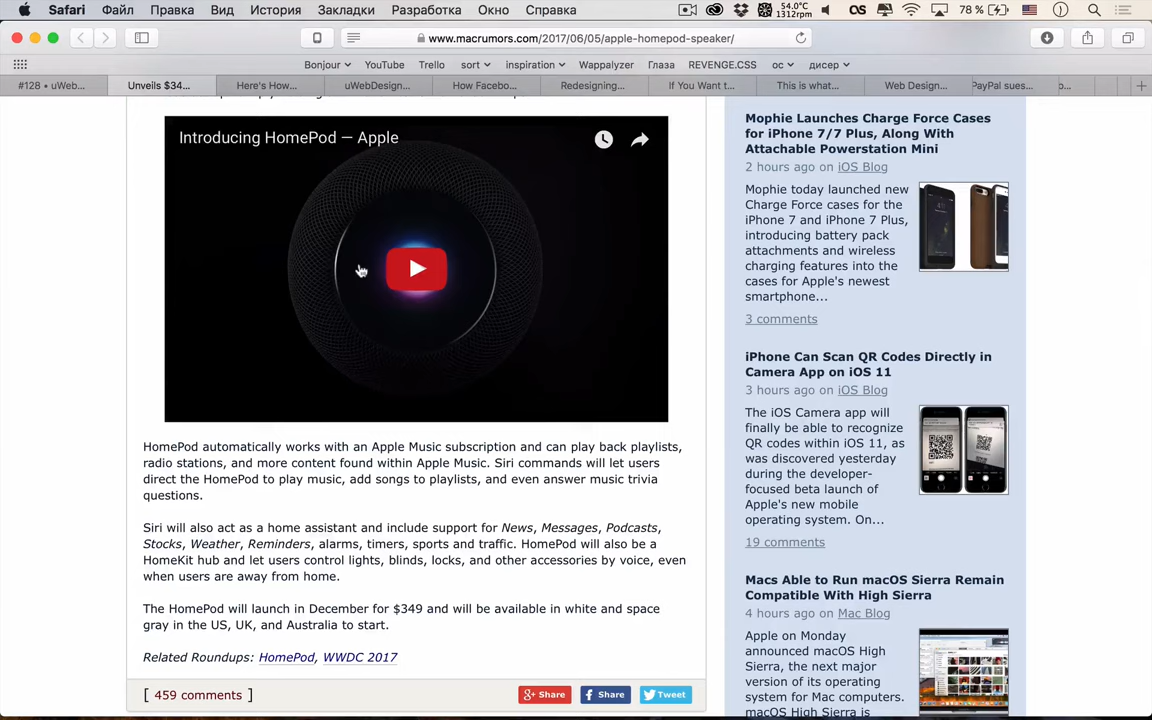 Safari Файл Правка Вид История Закладки Разработка Окно Справка 54.0°C 1312rpm 78 %
www.macrumors.com/2017/06/05/apple-homepod-speaker/
Bonjour YouTube Trello sort inspiration Wappalyzer Глаза REVENGE.CSS ос дисер
#128 • uWeb... Unveils $34... Here's How... uWebDesign... How Facebo... Redesigning... If You Want t... This is what... Web Design... PayPal sues...
Introducing HomePod — Apple
HomePod automatically works with an Apple Music subscription and can play back playlists,
radio stations, and more content found within Apple Music. Siri commands will let users
direct the HomePod to play music, add songs to playlists, and even answer music trivia
questions.
Siri will also act as a home assistant and include support for News, Messages, Podcasts,
Stocks, Weather, Reminders, alarms, timers, sports and traffic. HomePod will also be a
HomeKit hub and let users control lights, blinds, locks, and other accessories by voice, even
when users are away from home.
The HomePod will launch in December for $349 and will be available in white and space
gray in the US, UK, and Australia to start.
Related Roundups: HomePod, WWDC 2017
[ 459 comments ]
Share Share Tweet
Mophie Launches Charge Force Cases
for iPhone 7/7 Plus, Along With
Attachable Powerstation Mini
2 hours ago on iOS Blog
Mophie today launched new
Charge Force cases for the
iPhone 7 and iPhone 7 Plus,
introducing battery pack
attachments and wireless
charging features into the
cases for Apple's newest
smartphone...
3 comments
iPhone Can Scan QR Codes Directly in
Camera App on iOS 11
3 hours ago on iOS Blog
The iOS Camera app will
finally be able to recognize
QR codes within iOS 11, as
was discovered yesterday
during the developer-
focused beta launch of
Apple's new mobile
operating system. On...
19 comments
Macs Able to Run macOS Sierra Remain
Compatible With High Sierra
4 hours ago on Mac Blog
Apple on Monday
announced macOS High
Sierra, the next major
version of its operating
system for Mac computers.
macOS High Sierra is